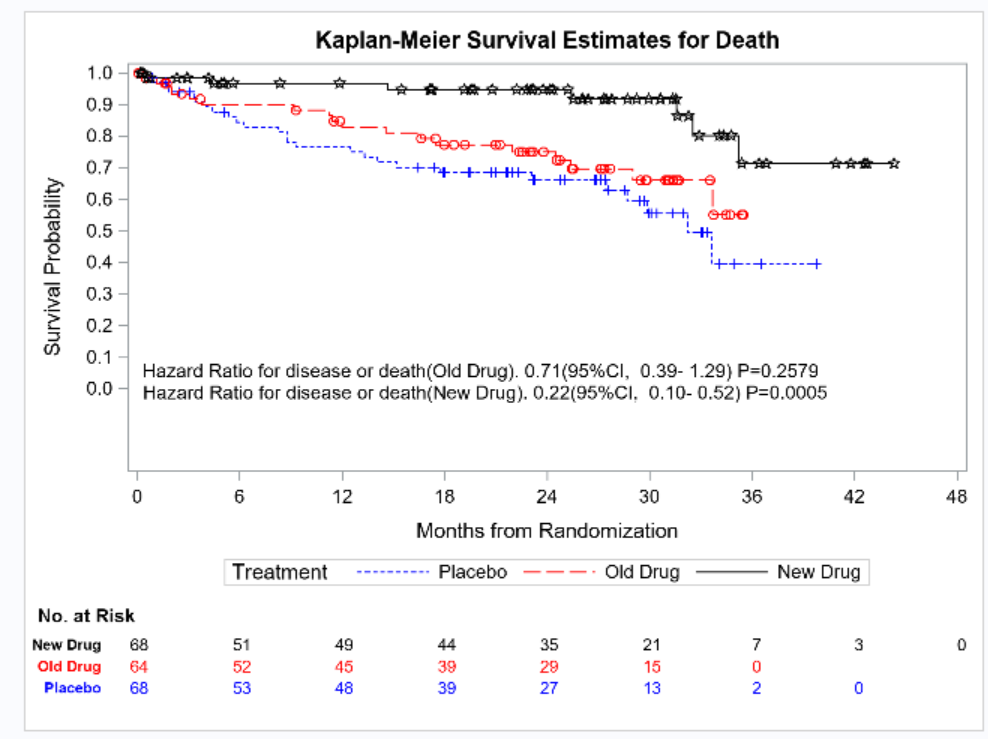 Kaplan-Meier Survival Estimates for Death
Survival Probability
1.0
0.9
0.8
0.7
0.6
0.5
0.4
0.3
0.2
0.1
0.0
Hazard Ratio for disease or death(Old Drug). 0.71(95%CI,  0.39- 1.29) P=0.2579
Hazard Ratio for disease or death(New Drug). 0.22(95%CI,  0.10- 0.52) P=0.0005
0 6 12 18 24 30 36 42 48
Months from Randomization
Treatment Placebo Old Drug New Drug
No. at Risk
New Drug 68 51 49 44 35 21 7 3 0
Old Drug 64 52 45 39 29 15 0
Placebo 68 53 48 39 27 13 2 0